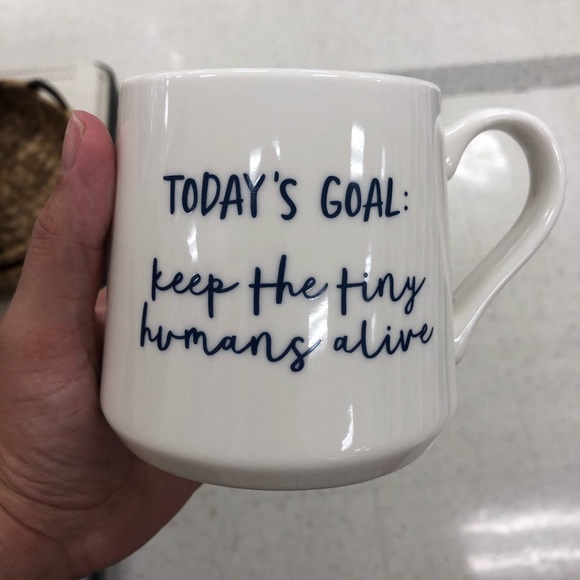 TODAY'S GOAL:
keep the tiny
humans alive